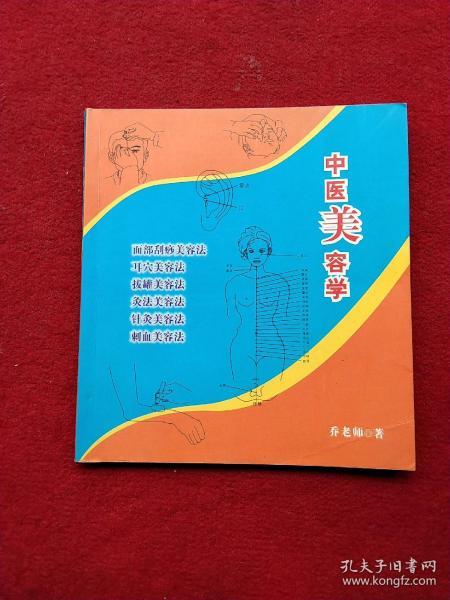 中医美容学
面部刮痧美容法
耳穴美容法
拔罐美容法
灸法美容法
针灸美容法
刺血美容法
乔老师 著
孔夫子旧书网
www.kongfz.com